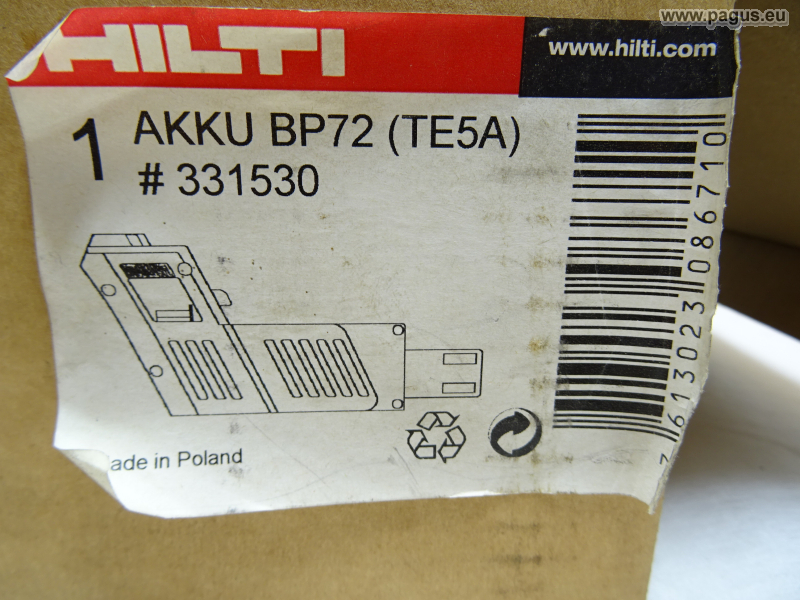 www.pagus.eu
HILTI
www.hilti.com
1 AKKU BP72 (TE5A)
# 331530
ade in Poland
7613023086710